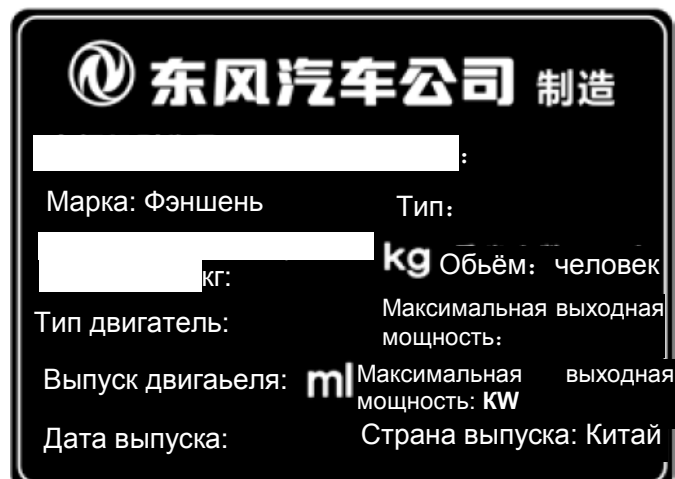 东风汽车公司 制造
：
Марка: Фэншень Тип：
kg Обьём： человек
кг:
Тип двигатель: Максимальная выходная
мощность：
Выпуск двигаьеля: ml Максимальная выходная
мощность: KW
Дата выпуска: Страна выпуска: Китай